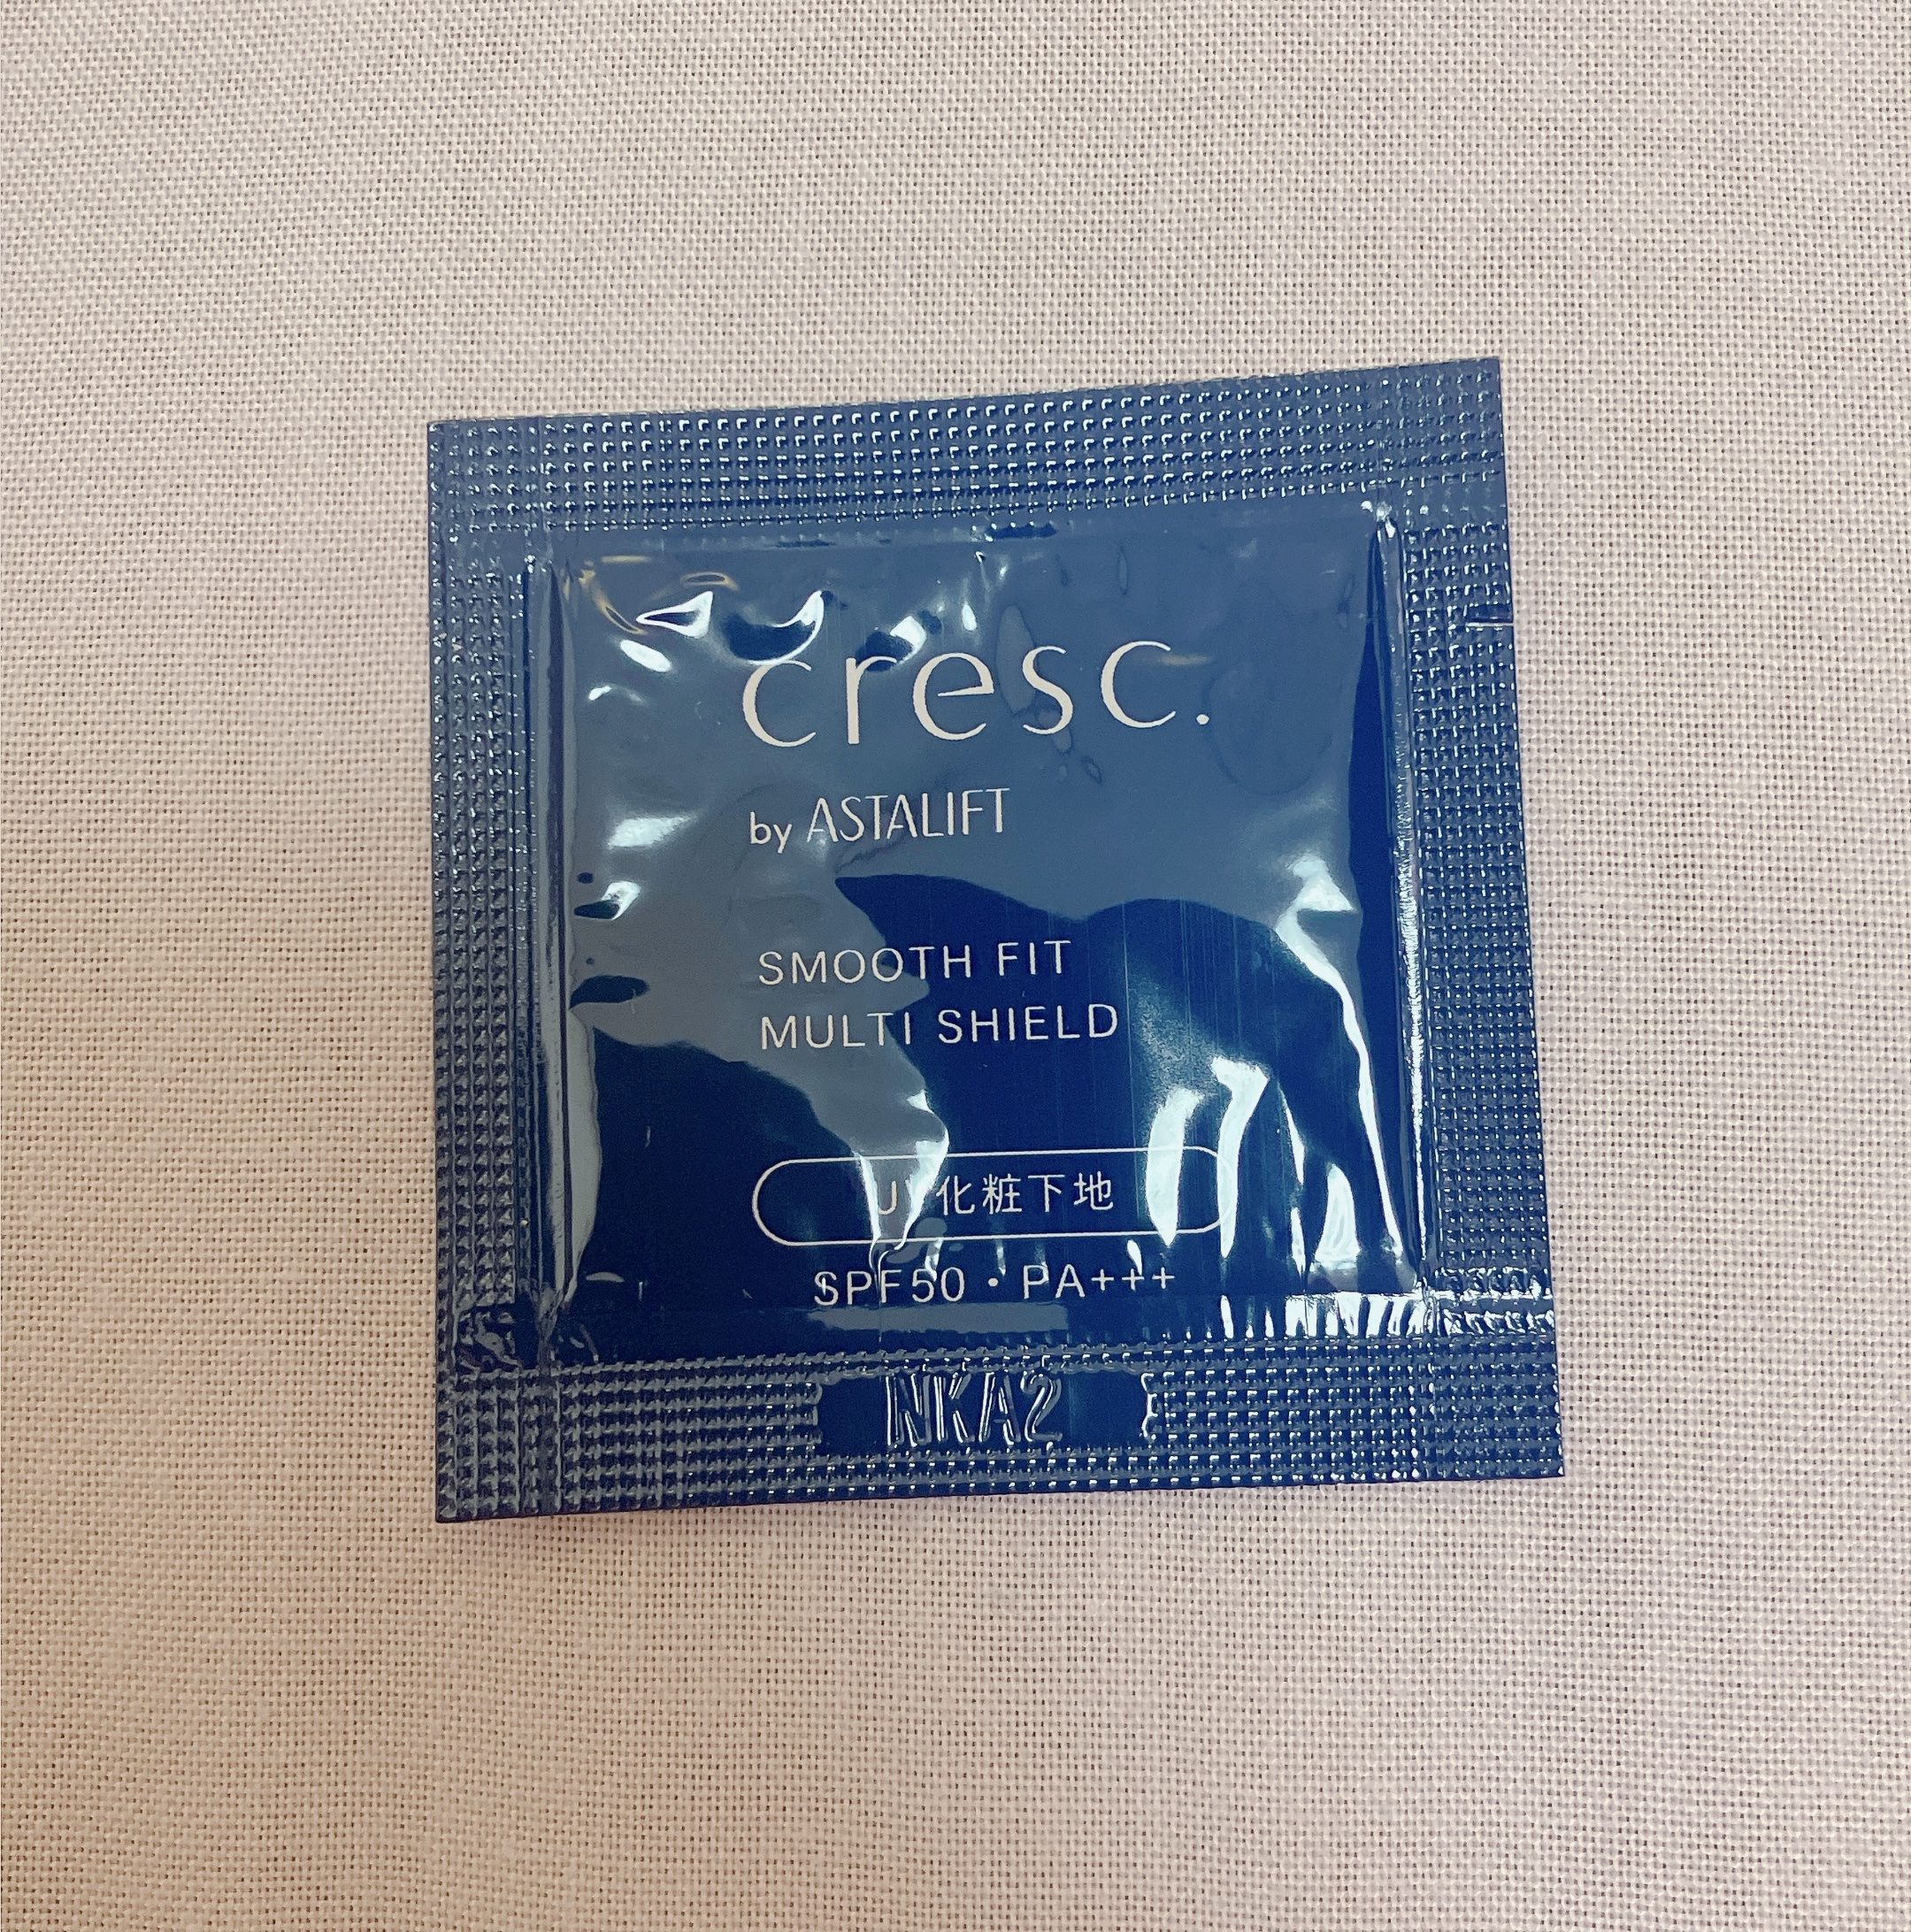 cresc.
by ASTALIFT
SMOOTH FIT
MULTI SHIELD
UV化粧下地
SPF50・PA+++
NKA2